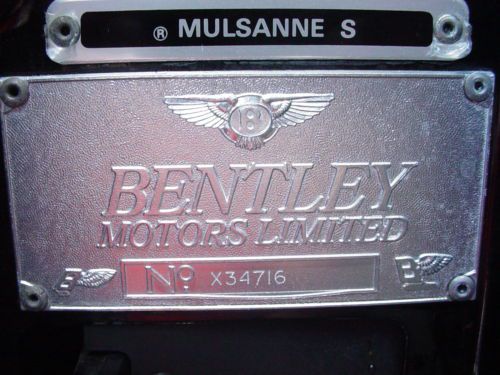 ® MULSANNE S
B
BENTLEY
MOTORS LIMITED
B No X34716 B